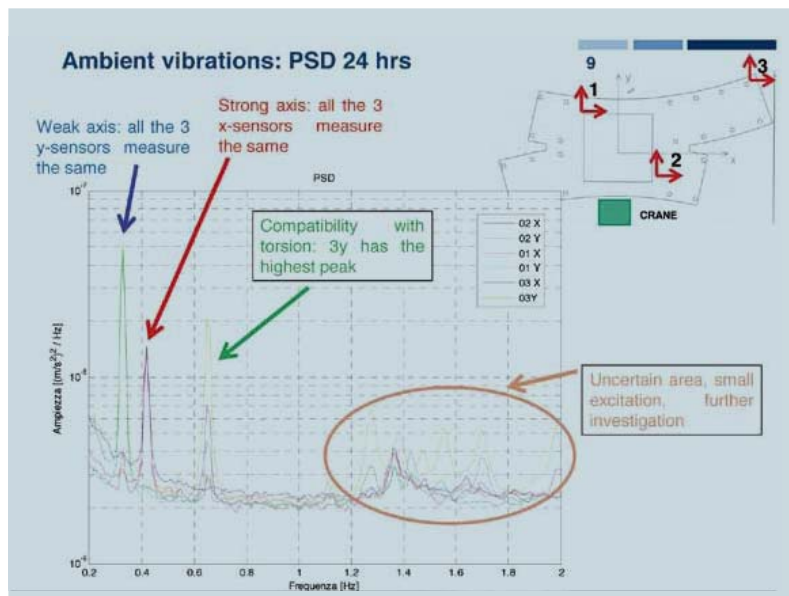 Ambient vibrations: PSD 24 hrs
9
Weak axis: all the 3
y-sensors measure
the same
Strong axis: all the 3
x-sensors measure
the same
Compatibility with
torsion: 3y has the
highest peak
Uncertain area, small
excitation, further
investigation
1
2
3
y
x
CRANE
PSD
02 X
02 Y
01 X
01 Y
03 X
03Y
Ampiezza [(m/s²)² / Hz]
0.2 0.4 0.6 0.8 1 1.2 1.4 1.6 1.8 2
Frequenza [Hz]